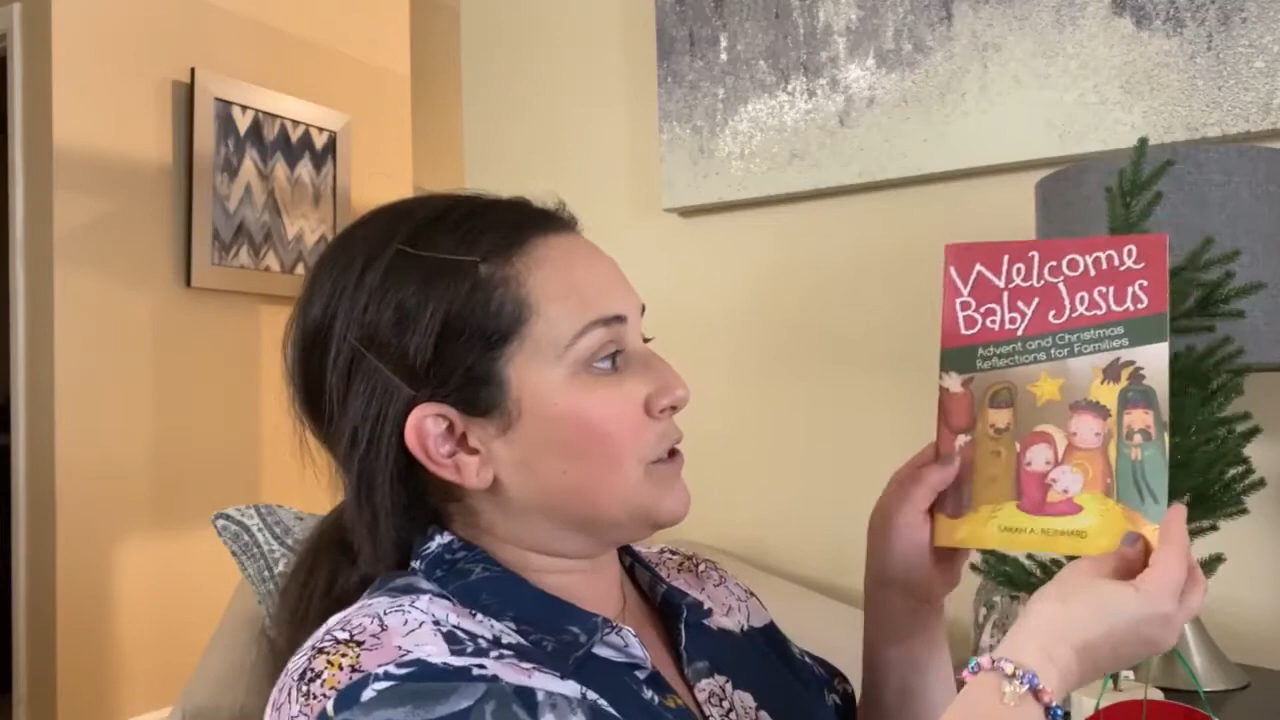 Welcome
Baby Jesus
Advent and Christmas
Reflections for Families
SARAH A. REINHARD